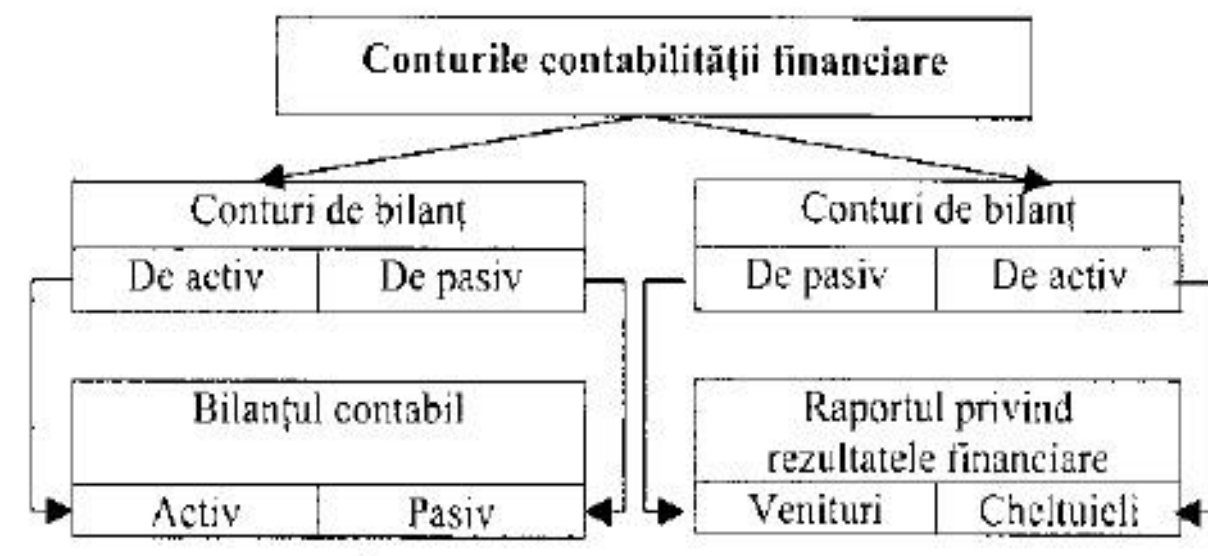 Conturile contabilității financiare
Conturi de bilanț
De activ
De pasiv
Bilanțul contabil
Activ
Pasiv
Conturi de bilanț
De pasiv
De activ
Raportul privind
rezultatele financiare
Venituri
Cheltuieli